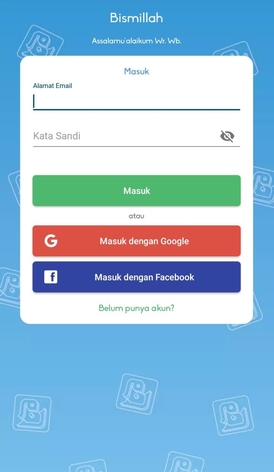 Bismillah
Assalamu'alaikum Wr. Wb.
Masuk
Alamat Email
Kata Sandi
Masuk
atau
G Masuk dengan Google
f Masuk dengan Facebook
Belum punya akun?